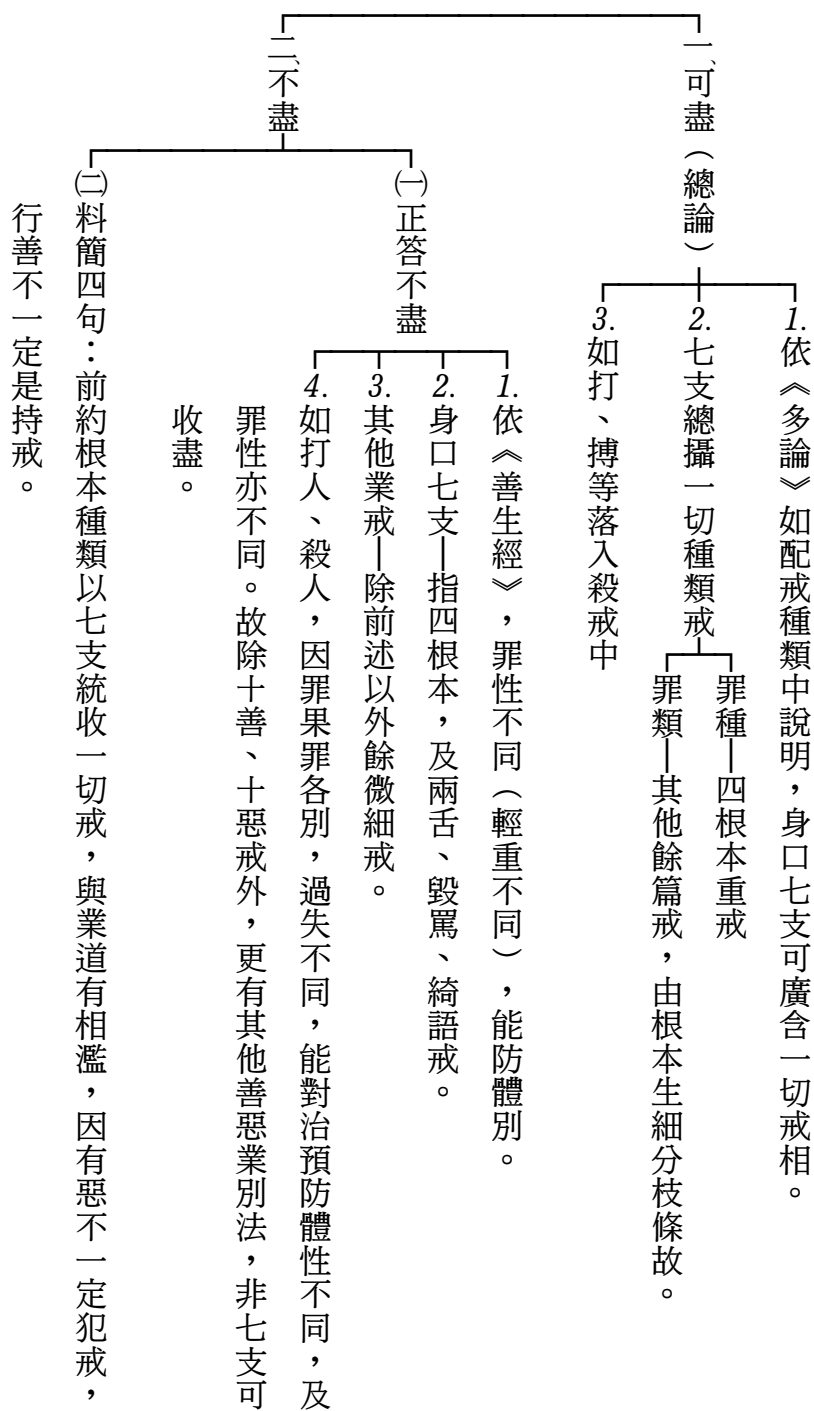 一、可盡（總論）
1.依《多論》如配戒種類中說明，身口七支可廣含一切戒相。
2.七支總攝一切種類戒
罪種—四根本重戒
罪類—其他餘篇戒，由根本生細分枝條故。
3.如打、搏等落入殺戒中
二、不盡
㈠正答不盡
1.依《善生經》，罪性不同（輕重不同），能防體別。
2.身口七支—指四根本，及兩舌、毀罵、綺語戒。
3.其他業戒—除前述以外餘微細戒。
4.如打人、殺人，因罪果罪各別，過失不同，能對治預防體性不同，及
罪性亦不同。故除十善、十惡戒外，更有其他善惡業別法，非七支可
收盡。
㈡料簡四句：前約根本種類以七支統收一切戒，與業道有相濫，因有惡不一定犯戒，
行善不一定是持戒。